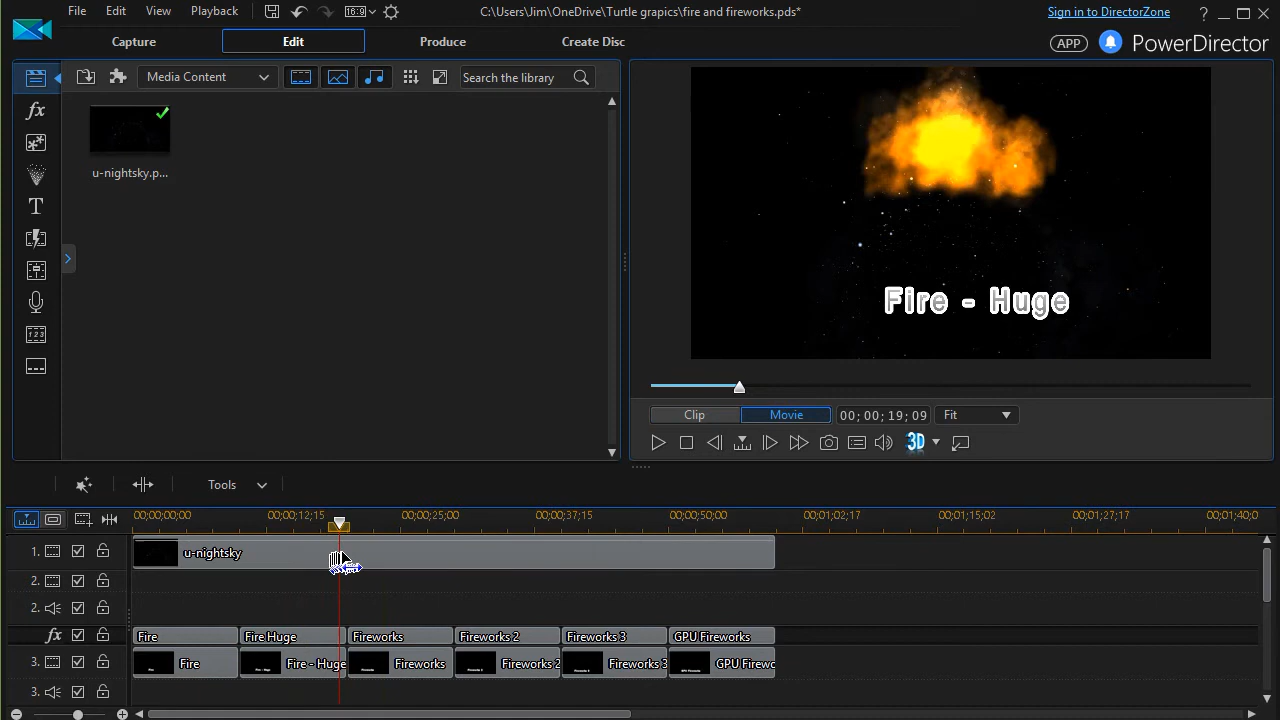 File Edit View Playback 16:9 C:\Users\Jim\OneDrive\Turtle grapics\fire and fireworks.pds* Sign in to DirectorZone ?
Capture Edit Produce Create Disc APP PowerDirector
Media Content Search the library
fx
u-nightsky.p...
T
Fire - Huge
Clip Movie 00; 00; 19; 09 Fit
3D
Tools
00;00;00;00 00;00;12;15 00;00;25;00 00;00;37;15 00;00;50;00 00;01;02;17 00;01;15;02 00;01;27;17 00;01;40;0
1. u-nightsky
2.
2.
fx Fire Fire Huge Fireworks Fireworks 2 Fireworks 3 GPU Fireworks
3. Fire Fire - Huge Fireworks Fireworks 2 Fireworks 3 GPU Firewo
3.